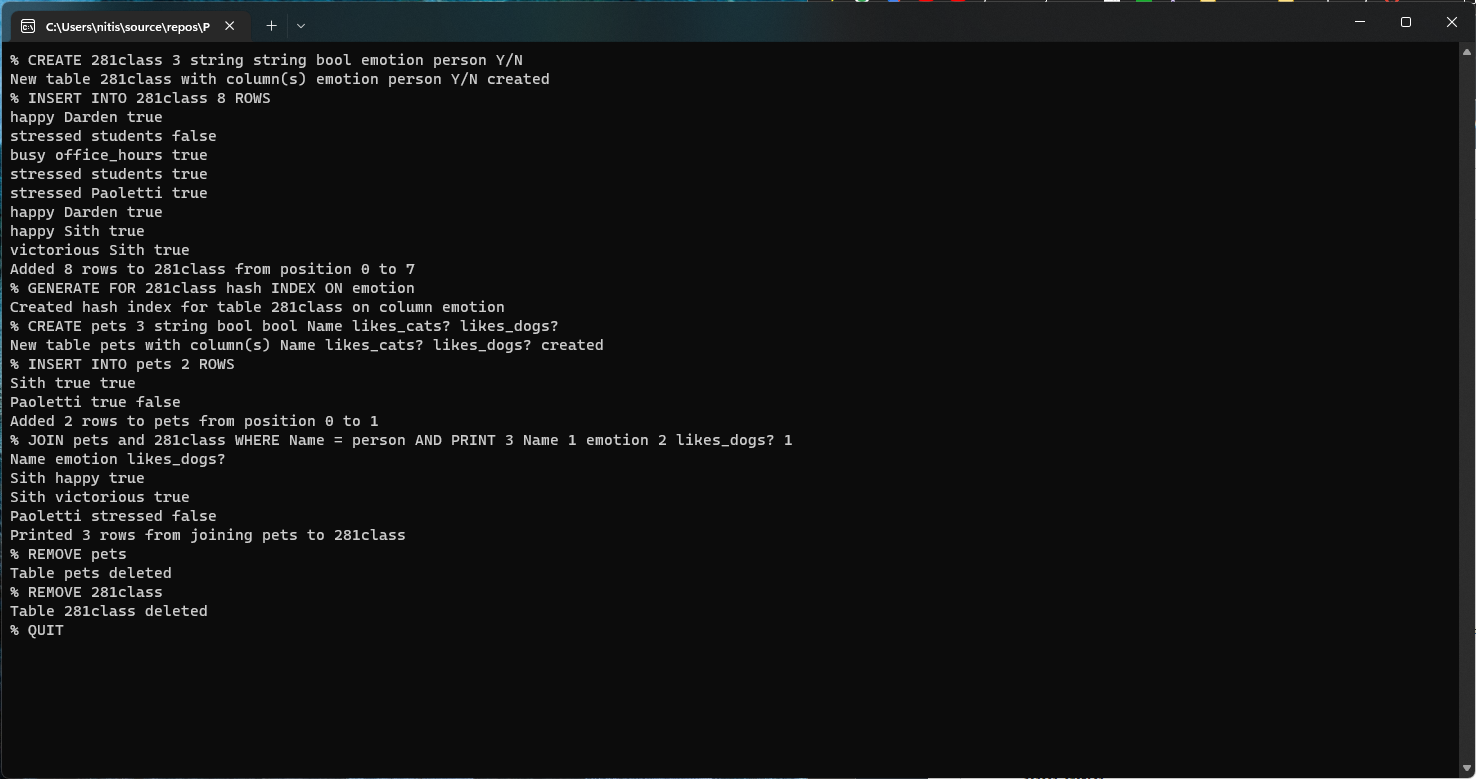 C:\Users\nitis\source\repos\P
% CREATE 281class 3 string string bool emotion person Y/N
New table 281class with column(s) emotion person Y/N created
% INSERT INTO 281class 8 ROWS
happy Darden true
stressed students false
busy office_hours true
stressed students true
stressed Paoletti true
happy Darden true
happy Sith true
victorious Sith true
Added 8 rows to 281class from position 0 to 7
% GENERATE FOR 281class hash INDEX ON emotion
Created hash index for table 281class on column emotion
% CREATE pets 3 string bool bool Name likes_cats? likes_dogs?
New table pets with column(s) Name likes_cats? likes_dogs? created
% INSERT INTO pets 2 ROWS
Sith true true
Paoletti true false
Added 2 rows to pets from position 0 to 1
% JOIN pets and 281class WHERE Name = person AND PRINT 3 Name 1 emotion 2 likes_dogs? 1
Name emotion likes_dogs?
Sith happy true
Sith victorious true
Paoletti stressed false
Printed 3 rows from joining pets to 281class
% REMOVE pets
Table pets deleted
% REMOVE 281class
Table 281class deleted
% QUIT